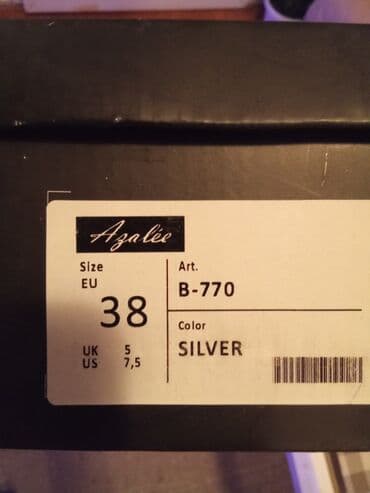 Azalée
Size
EU
38
UK 5
US 7,5
Art.
B-770
Color
SILVER